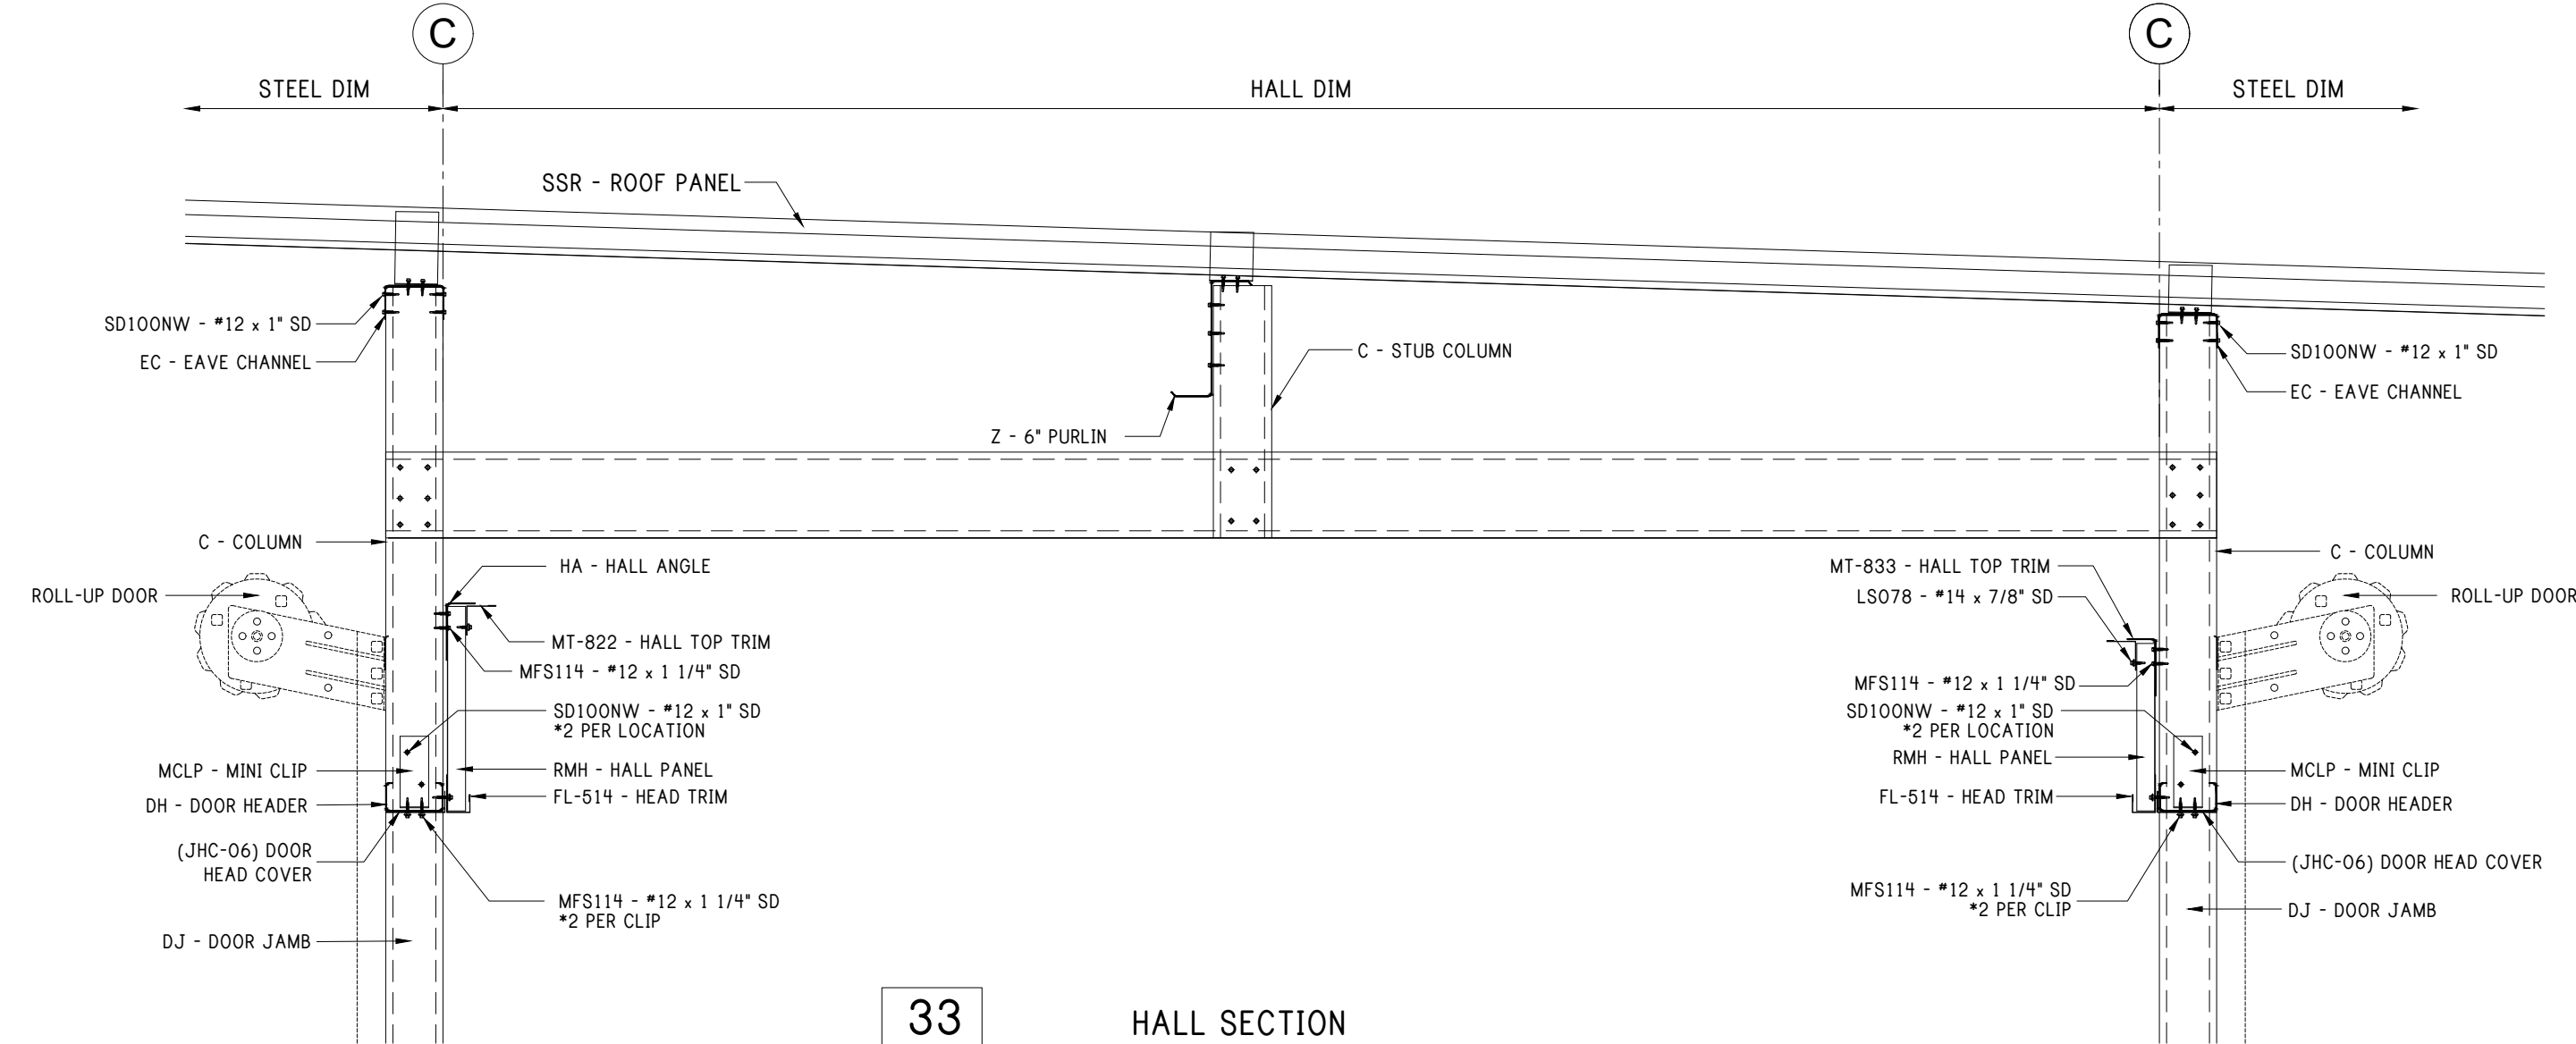 C
C
STEEL DIM
HALL DIM
STEEL DIM
SSR - ROOF PANEL
SD100NW - #12 x 1" SD
EC - EAVE CHANNEL
C - STUB COLUMN
Z - 6" PURLIN
SD100NW - #12 x 1" SD
EC - EAVE CHANNEL
C - COLUMN
ROLL-UP DOOR
HA - HALL ANGLE
MT-822 - HALL TOP TRIM
MFS114 - #12 x 1 1/4" SD
SD100NW - #12 x 1" SD
*2 PER LOCATION
MCLP - MINI CLIP
RMH - HALL PANEL
DH - DOOR HEADER
FL-514 - HEAD TRIM
(JHC-06) DOOR
HEAD COVER
MFS114 - #12 x 1 1/4" SD
*2 PER CLIP
DJ - DOOR JAMB
MT-833 - HALL TOP TRIM
LS078 - #14 x 7/8" SD
C - COLUMN
ROLL-UP DOOR
MFS114 - #12 x 1 1/4" SD
SD100NW - #12 x 1" SD
*2 PER LOCATION
RMH - HALL PANEL
MCLP - MINI CLIP
FL-514 - HEAD TRIM
DH - DOOR HEADER
(JHC-06) DOOR HEAD COVER
MFS114 - #12 x 1 1/4" SD
*2 PER CLIP
DJ - DOOR JAMB
33
HALL SECTION